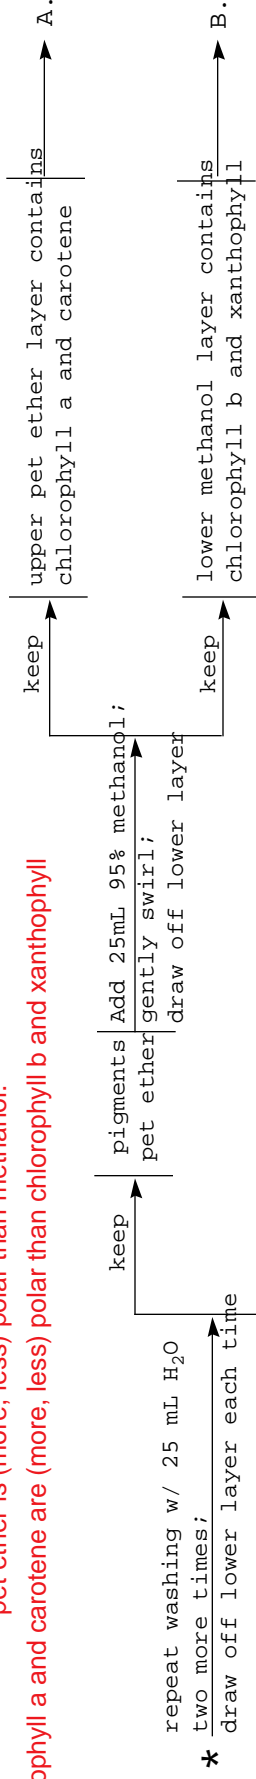 pet ether is (more, less) polar than methanol.
a and carotene are (more, less) polar than chlorophyll b and xanthophyll
*
repeat washing w/ 25 mL H₂O
two more times;
draw off lower layer each time
keep
pigments
pet ether
Add 25mL 95% methanol;
gently swirl;
draw off lower layer
keep
upper pet ether layer contains
chlorophyll a and carotene
A.
keep
lower methanol layer contains
chlorophyll b and xanthophyll
B.